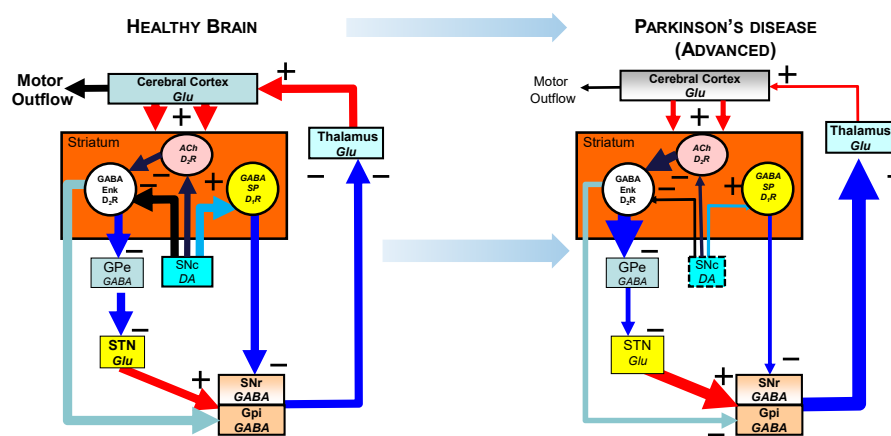 HEALTHY BRAIN
PARKINSON'S DISEASE
(ADVANCED)
Motor
Outflow
Cerebral Cortex
Glu
+
+
Striatum
Thalamus
Glu
ACh
D2R
GABA
Enk
D2R
GABA
SP
D1R
−
−
+
−
−
−
GPe
GABA
SNc
DA
−
STN
Glu
+
−
SNr
GABA
Gpi
GABA
Motor
Outflow
Cerebral Cortex
Glu
+
+
Striatum
Thalamus
Glu
ACh
D2R
GABA
Enk
D2R
GABA
SP
D1R
−
−
+
−
−
GPe
GABA
SNc
DA
−
STN
Glu
+
−
SNr
GABA
Gpi
GABA
−